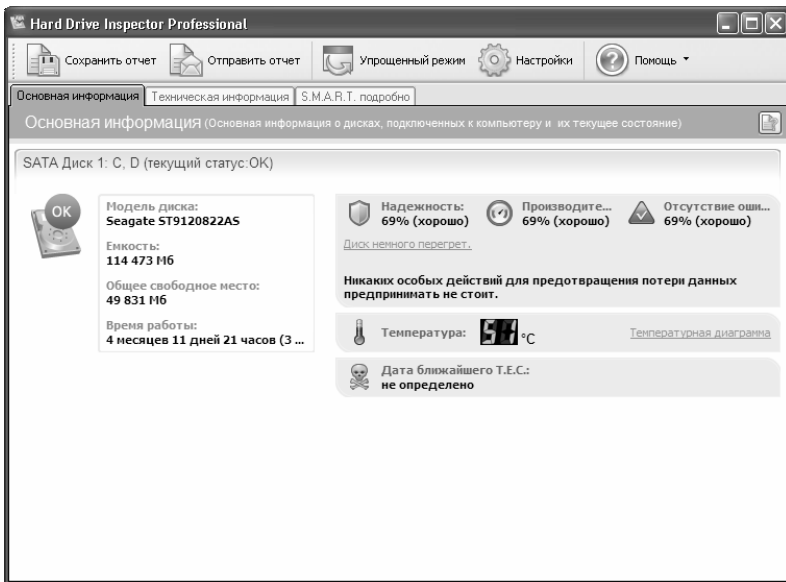 Hard Drive Inspector Professional
Сохранить отчет Отправить отчет Упрощенный режим Настройки Помощь
Основная информация Техническая информация S.M.A.R.T. подробно
Основная информация (Основная информация о дисках, подключенных к компьютеру и их текущее состояние)
SATA Диск 1: C, D (текущий статус:OK)
OK
Модель диска:
Seagate ST9120822AS
Емкость:
114 473 Мб
Общее свободное место:
49 831 Мб
Время работы:
4 месяцев 11 дней 21 часов (3 ...
Надежность: Производите... Отсутствие оши...
69% (хорошо) 69% (хорошо) 69% (хорошо)
Диск немного перегрет.
Никаких особых действий для предотвращения потери данных
предпринимать не стоит.
Температура: °C Температурная диаграмма
Дата ближайшего T.E.C.:
не определено